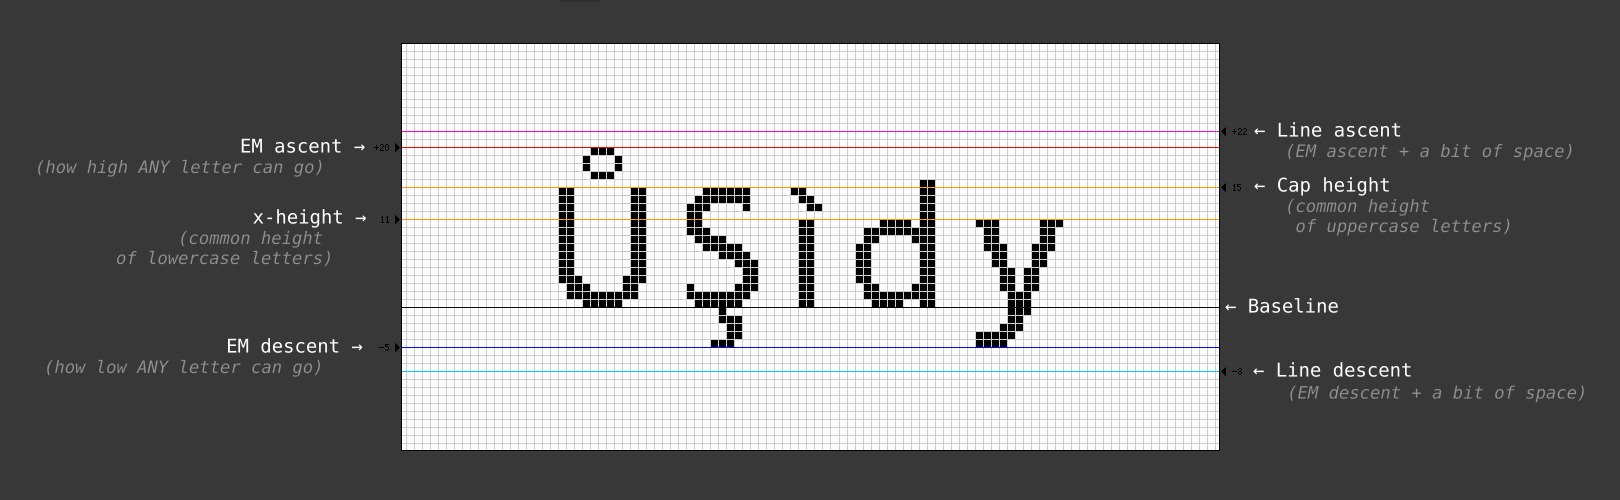 Line ascent
+22 ←
(EM ascent + a bit of space)
EM ascent → +20
(how high ANY letter can go)
15 ← Cap height
(common height
of uppercase letters)
x-height → 11
(common height
of lowercase letters)
ŮȘìdy
← Baseline
EM descent → -5
(how low ANY letter can go)
-8 ← Line descent
(EM descent + a bit of space)